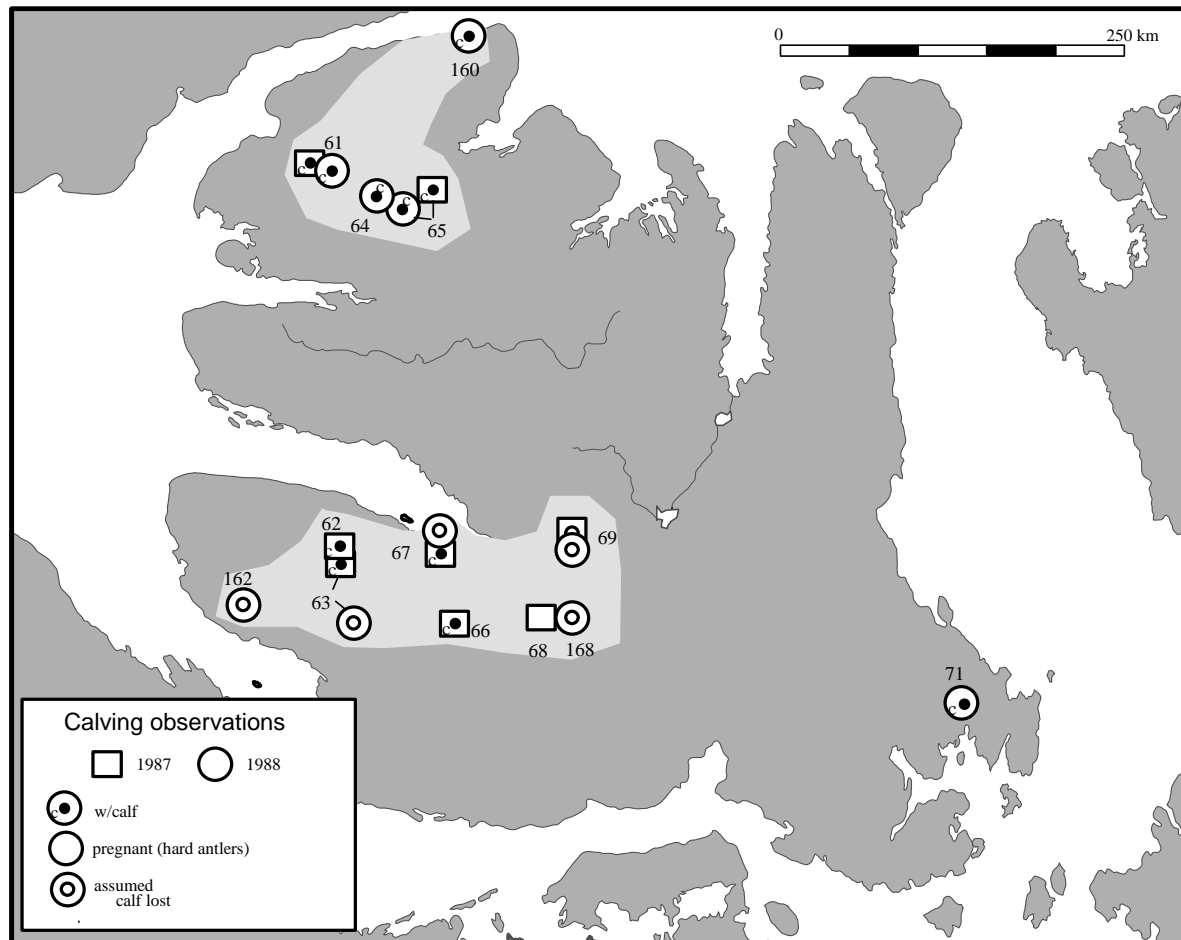 0 250 km
160
61
64 65
62
67 69
162
63
66 68 168
71
Calving observations
1987 1988
c w/calf
pregnant (hard antlers)
assumed
calf lost
c
c
c
c
c
c
c
c
c
c
c